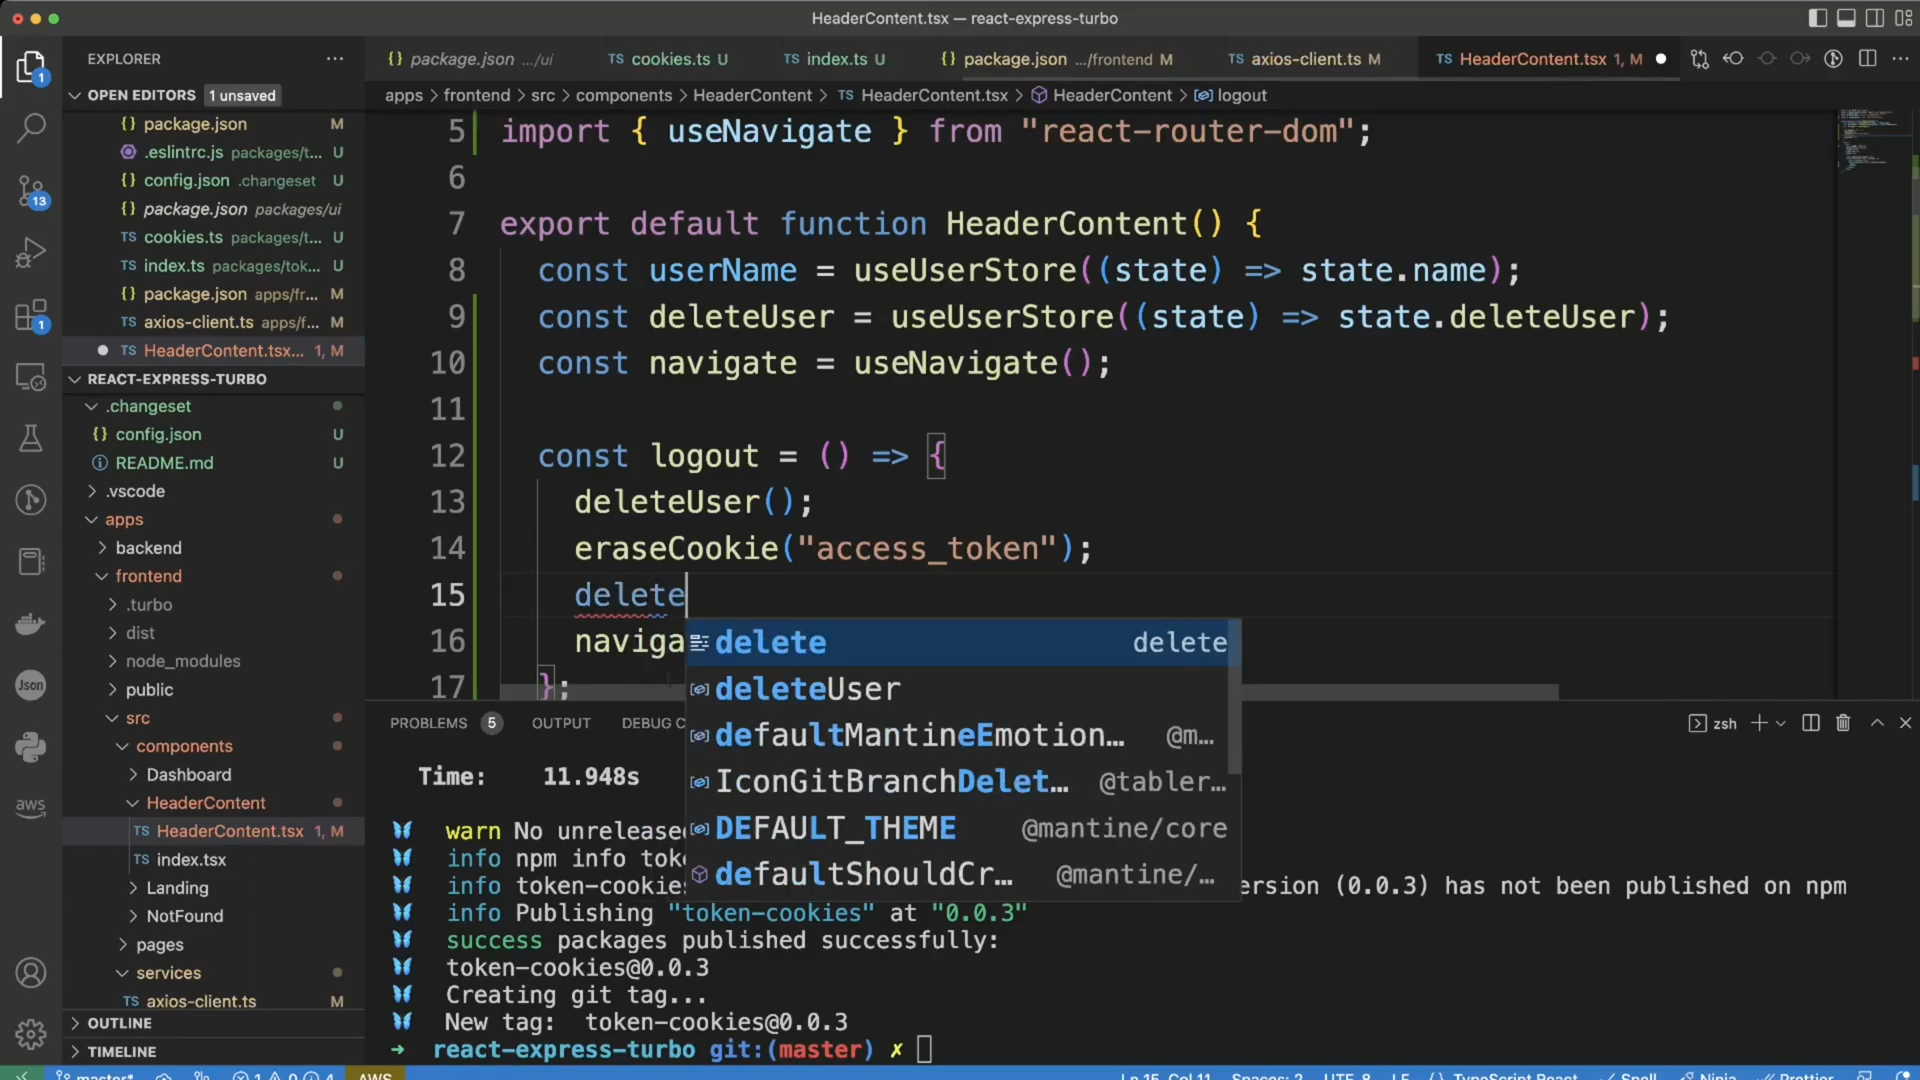 HeaderContent.tsx — react-express-turbo
EXPLORER
OPEN EDITORS 1 unsaved
{} package.json M
.eslintrc.js packages/t... U
{} config.json .changeset U
{} package.json packages/ui
TS cookies.ts packages/t... U
TS index.ts packages/tok... U
{} package.json apps/fr... M
TS axios-client.ts apps/f... M
TS HeaderContent.tsx... 1, M
REACT-EXPRESS-TURBO
.changeset
{} config.json U
README.md U
.vscode
apps
backend
frontend
.turbo
dist
node_modules
public
src
components
Dashboard
HeaderContent
TS HeaderContent.tsx 1, M
TS index.tsx
Landing
NotFound
pages
services
TS axios-client.ts M
OUTLINE
TIMELINE
1
13
1
Json
aws
{} package.json .../ui TS cookies.ts U TS index.ts U {} package.json .../frontend M TS axios-client.ts M TS HeaderContent.tsx 1, M
apps > frontend > src > components > HeaderContent > TS HeaderContent.tsx > HeaderContent > logout
5 import { useNavigate } from "react-router-dom";
6
7 export default function HeaderContent() {
8 const userName = useUserStore((state) => state.name);
9 const deleteUser = useUserStore((state) => state.deleteUser);
10 const navigate = useNavigate();
11
12 const logout = () => {
13 deleteUser();
14 eraseCookie("access_token");
15 delete
16 naviga
17 };
delete delete
deleteUser
defaultMantineEmotion... @m...
IconGitBranchDelet... @tabler...
DEFAULT_THEME @mantine/core
defaultShouldCr... @mantine/...
PROBLEMS 5 OUTPUT DEBUG C
zsh
Time: 11.948s
warn No unreleased
info npm info tok
info token-cookies ersion (0.0.3) has not been published on npm
info Publishing "token-cookies" at "0.0.3"
success packages published successfully:
token-cookies@0.0.3
Creating git tag...
New tag: token-cookies@0.0.3
→ react-express-turbo git:(master) ✗
master* 1 0 4 AWS Ln 15, Col 11 Spaces: 2 UTF-8 LF {} TypeScript React Spell Ninja Prettier